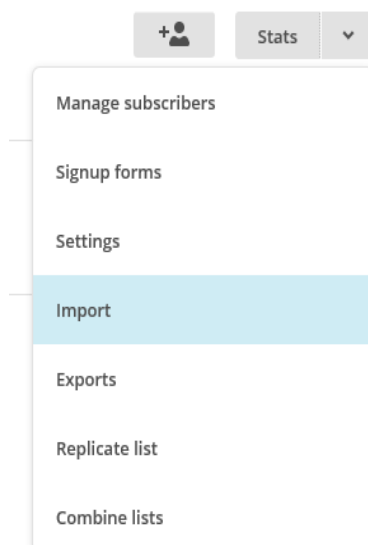 Stats
Manage subscribers
Signup forms
Settings
Import
Exports
Replicate list
Combine lists